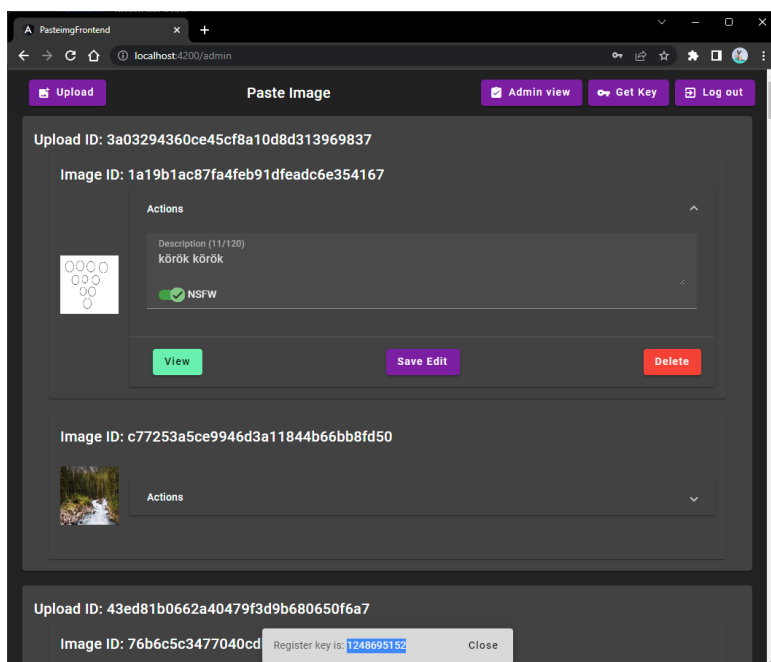 PasteimgFrontend
localhost:4200/admin
Upload
Paste Image
Admin view
Get Key
Log out
Upload ID: 3a03294360ce45cf8a10d8d313969837
Image ID: 1a19b1ac87fa4feb91dfeadc6e354167
Actions
Description (11/120)
körök körök
NSFW
View
Save Edit
Delete
Image ID: c77253a5ce9946d3a11844b66bb8fd50
Actions
Upload ID: 43ed81b0662a40479f3d9b680650f6a7
Image ID: 76b6c5c3477040cd
Register key is: 1248695152
Close